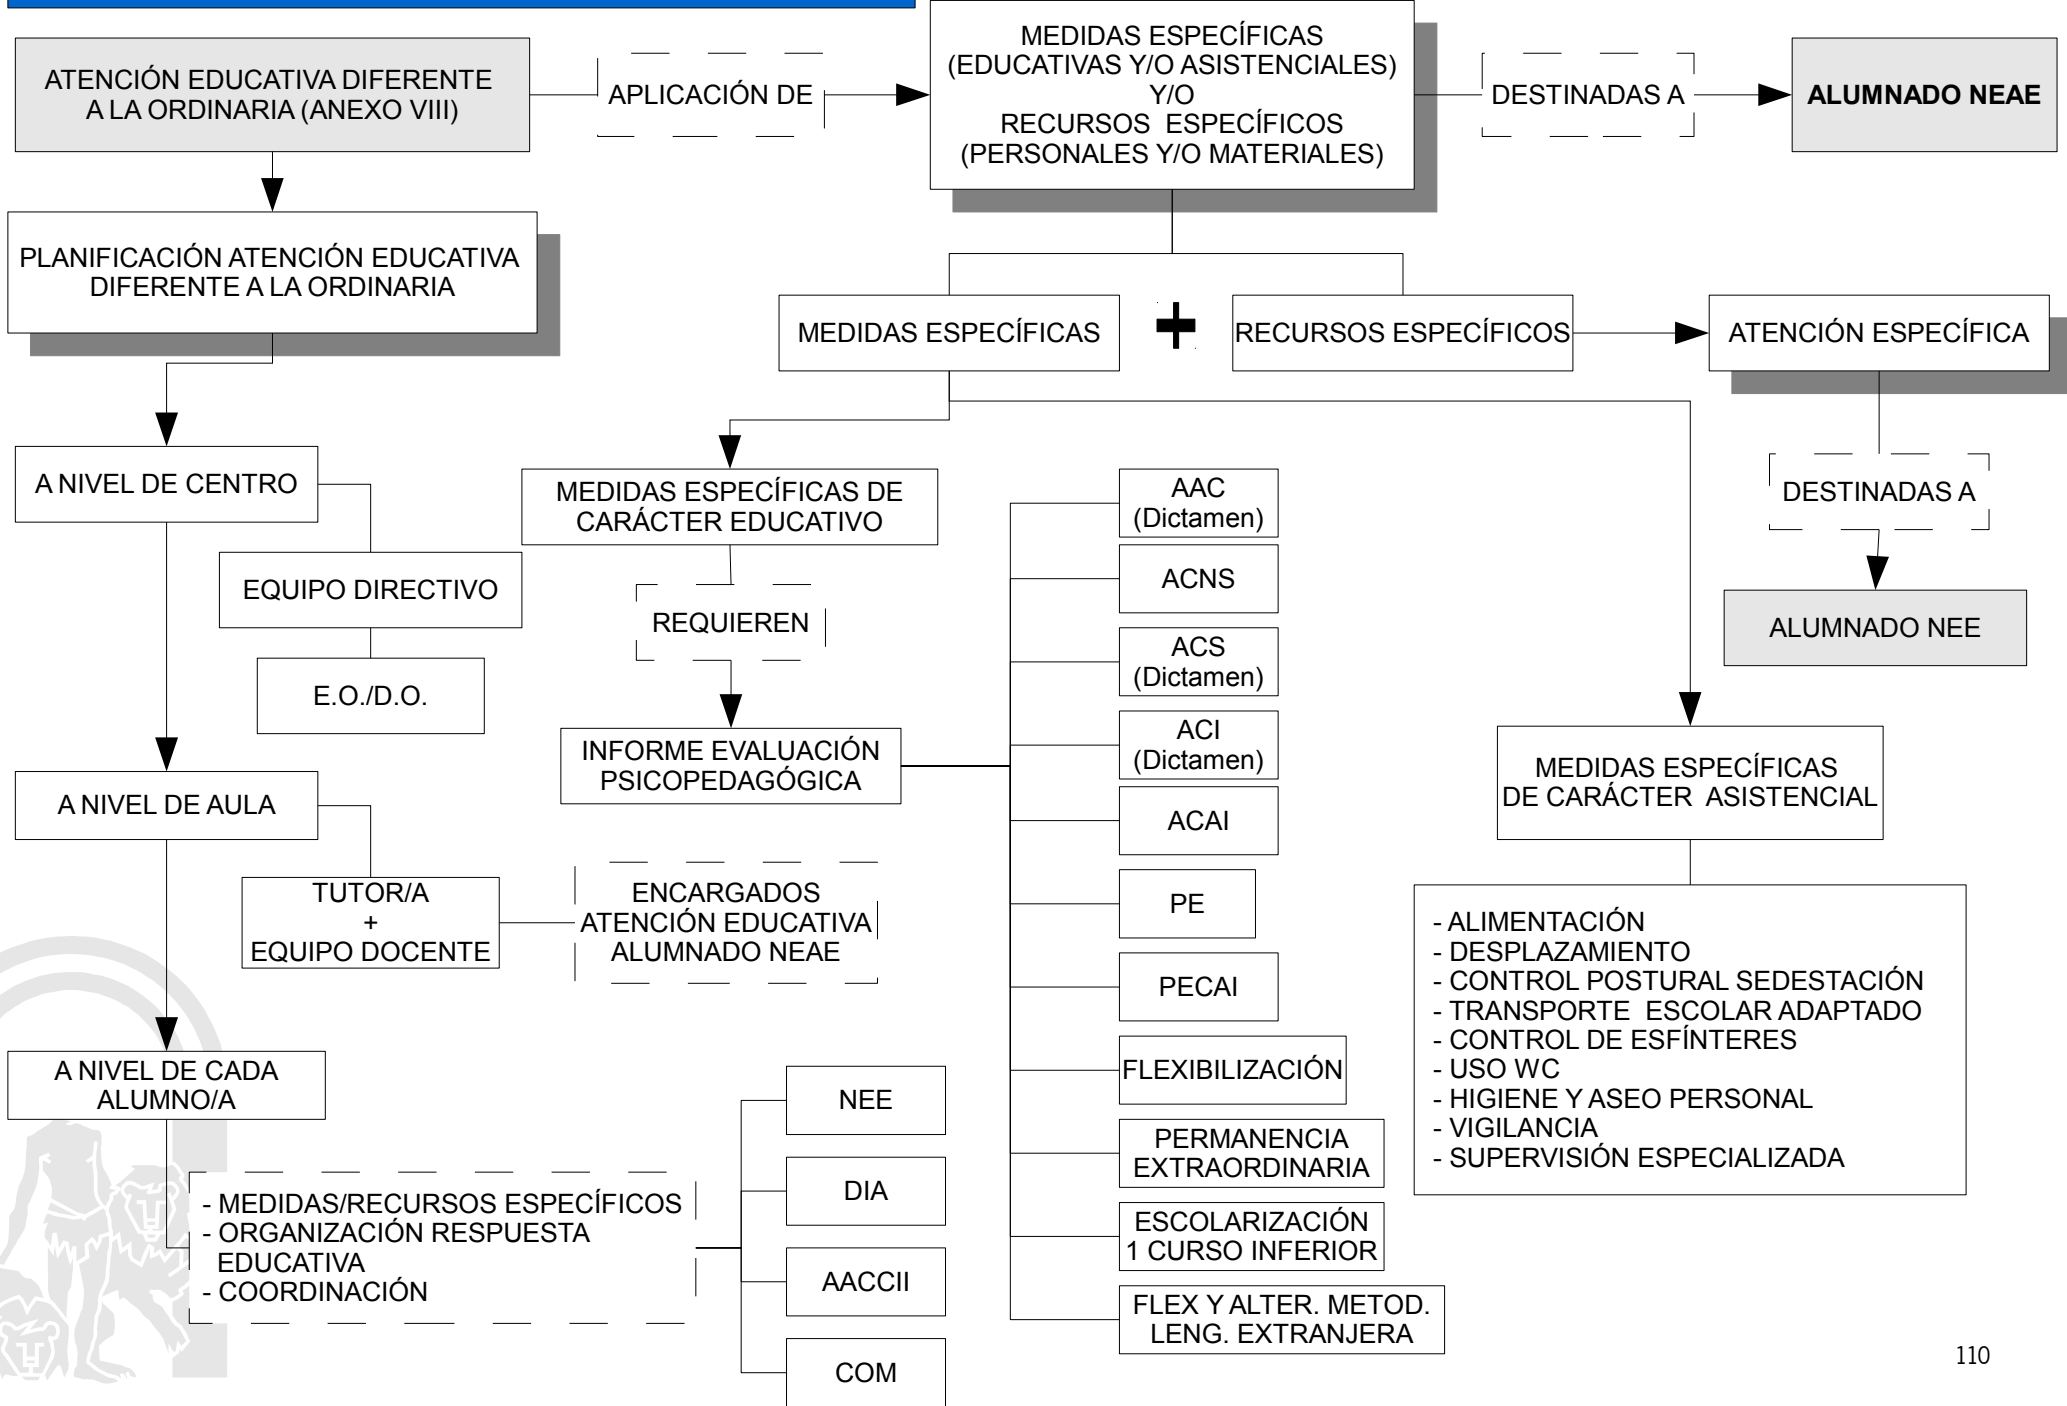 ATENCIÓN EDUCATIVA DIFERENTE
A LA ORDINARIA (ANEXO VIII)
APLICACIÓN DE
MEDIDAS ESPECÍFICAS
(EDUCATIVAS Y/O ASISTENCIALES)
Y/O
RECURSOS ESPECÍFICOS
(PERSONALES Y/O MATERIALES)
DESTINADAS A
ALUMNADO NEAE
PLANIFICACIÓN ATENCIÓN EDUCATIVA
DIFERENTE A LA ORDINARIA
MEDIDAS ESPECÍFICAS
+
RECURSOS ESPECÍFICOS
ATENCIÓN ESPECÍFICA
DESTINADAS A
ALUMNADO NEE
A NIVEL DE CENTRO
EQUIPO DIRECTIVO
E.O./D.O.
A NIVEL DE AULA
TUTOR/A
+
EQUIPO DOCENTE
ENCARGADOS
ATENCIÓN EDUCATIVA
ALUMNADO NEAE
A NIVEL DE CADA
ALUMNO/A
- MEDIDAS/RECURSOS ESPECÍFICOS
- ORGANIZACIÓN RESPUESTA
EDUCATIVA
- COORDINACIÓN
NEE
DIA
AACCII
COM
MEDIDAS ESPECÍFICAS DE
CARÁCTER EDUCATIVO
REQUIEREN
INFORME EVALUACIÓN
PSICOPEDAGÓGICA
AAC
(Dictamen)
ACNS
ACS
(Dictamen)
ACI
(Dictamen)
ACAI
PE
PECAI
FLEXIBILIZACIÓN
PERMANENCIA
EXTRAORDINARIA
ESCOLARIZACIÓN
1 CURSO INFERIOR
FLEX Y ALTER. METOD.
LENG. EXTRANJERA
MEDIDAS ESPECÍFICAS
DE CARÁCTER ASISTENCIAL
- ALIMENTACIÓN
- DESPLAZAMIENTO
- CONTROL POSTURAL SEDESTACIÓN
- TRANSPORTE ESCOLAR ADAPTADO
- CONTROL DE ESFÍNTERES
- USO WC
- HIGIENE Y ASEO PERSONAL
- VIGILANCIA
- SUPERVISIÓN ESPECIALIZADA
110